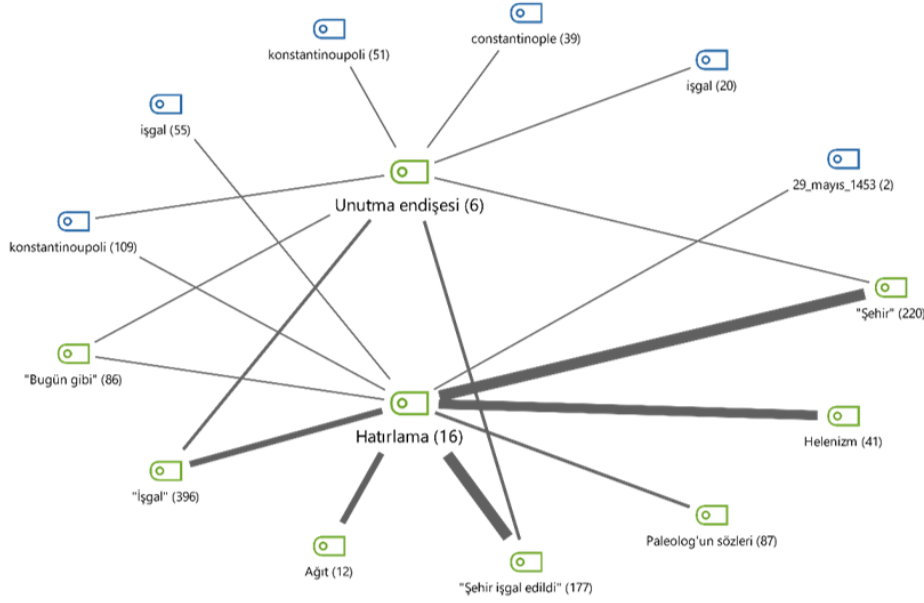 constantinople (39)
konstantinoupoli (51)
işgal (20)
işgal (55)
29_mayıs_1453 (2)
Unutma endişesi (6)
konstantinoupoli (109)
"Şehir" (220)
"Bugün gibi" (86)
Hatırlama (16)
Helenizm (41)
"İşgal" (396)
Paleolog'un sözleri (87)
Ağıt (12)
"Şehir işgal edildi" (177)